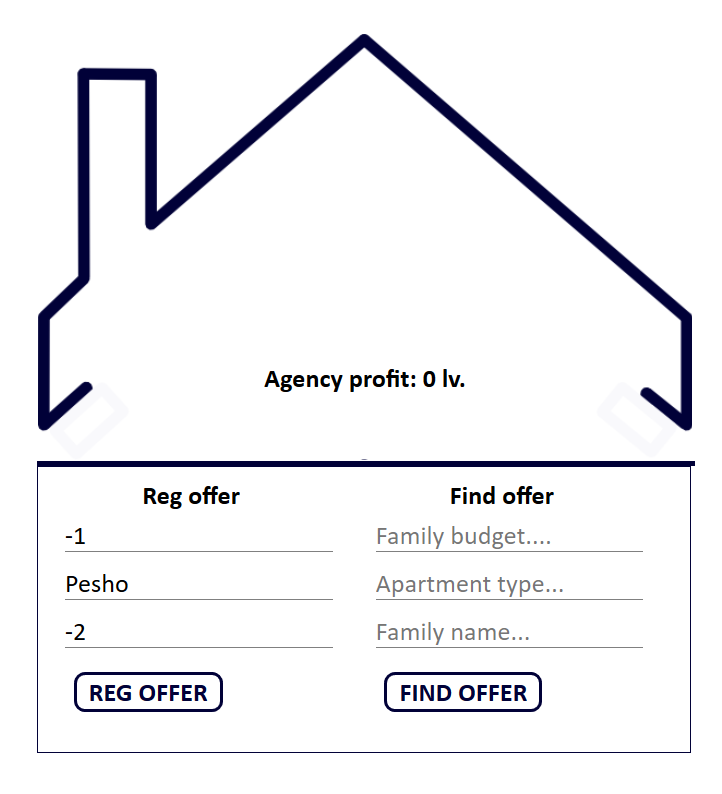 Agency profit: 0 lv.
Reg offer
-1
Pesho
-2
REG OFFER
Find offer
Family budget....
Apartment type...
Family name...
FIND OFFER